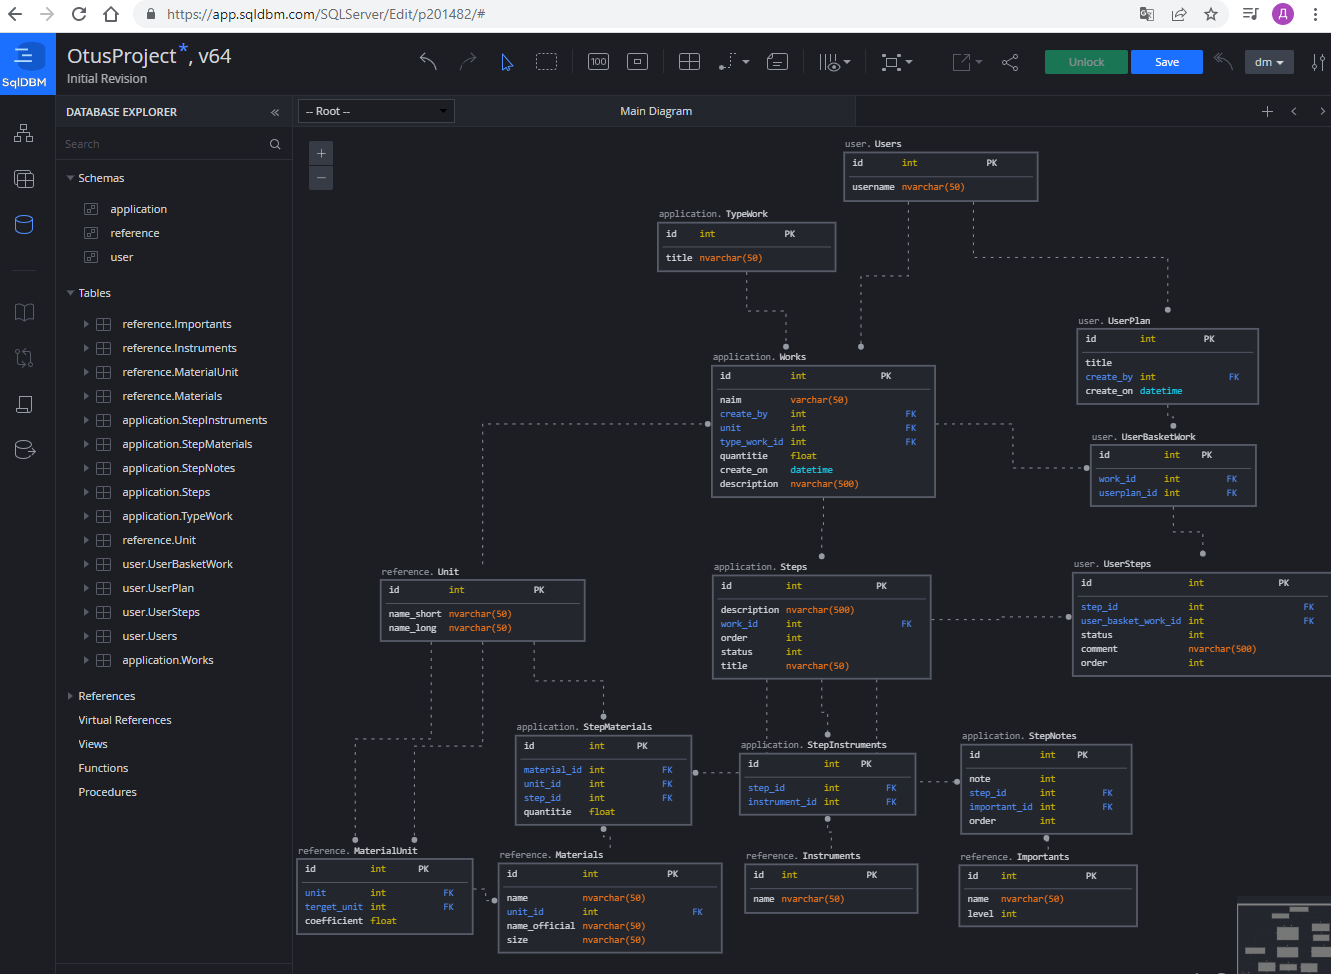 https://app.sqldbm.com/SQLServer/Edit/p201482/#
Д
SqlDBM
OtusProject*, v64
Initial Revision
100
Unlock
Save
dm
DATABASE EXPLORER
Search
Schemas
application
reference
user
Tables
reference.Importants
reference.Instruments
reference.MaterialUnit
reference.Materials
application.StepInstruments
application.StepMaterials
application.StepNotes
application.Steps
application.TypeWork
reference.Unit
user.UserBasketWork
user.UserPlan
user.UserSteps
user.Users
application.Works
References
Virtual References
Views
Functions
Procedures
-- Root --
Main Diagram
+
−
user. Users
id int PK
username nvarchar(50)
application. TypeWork
id int PK
title nvarchar(50)
user. UserPlan
id int PK
title
create_by int FK
create_on datetime
application. Works
id int PK
naim varchar(50)
create_by int FK
unit int FK
type_work_id int FK
quantitie float
create_on datetime
description nvarchar(500)
user. UserBasketWork
id int PK
work_id int FK
userplan_id int FK
reference. Unit
id int PK
name_short nvarchar(50)
name_long nvarchar(50)
application. Steps
id int PK
description nvarchar(500)
work_id int FK
order int
status int
title nvarchar(50)
user. UserSteps
id int PK
step_id int FK
user_basket_work_id int FK
status int
comment nvarchar(500)
order int
application. StepMaterials
id int PK
material_id int FK
unit_id int FK
step_id int FK
quantitie float
application. StepInstruments
id int PK
step_id int FK
instrument_id int FK
application. StepNotes
id int PK
note int
step_id int FK
important_id int FK
order int
reference. MaterialUnit
id int PK
unit int FK
terget_unit int FK
coefficient float
reference. Materials
id int PK
name nvarchar(50)
unit_id int FK
name_official nvarchar(50)
size nvarchar(50)
reference. Instruments
id int PK
name nvarchar(50)
reference. Importants
id int PK
name nvarchar(50)
level int